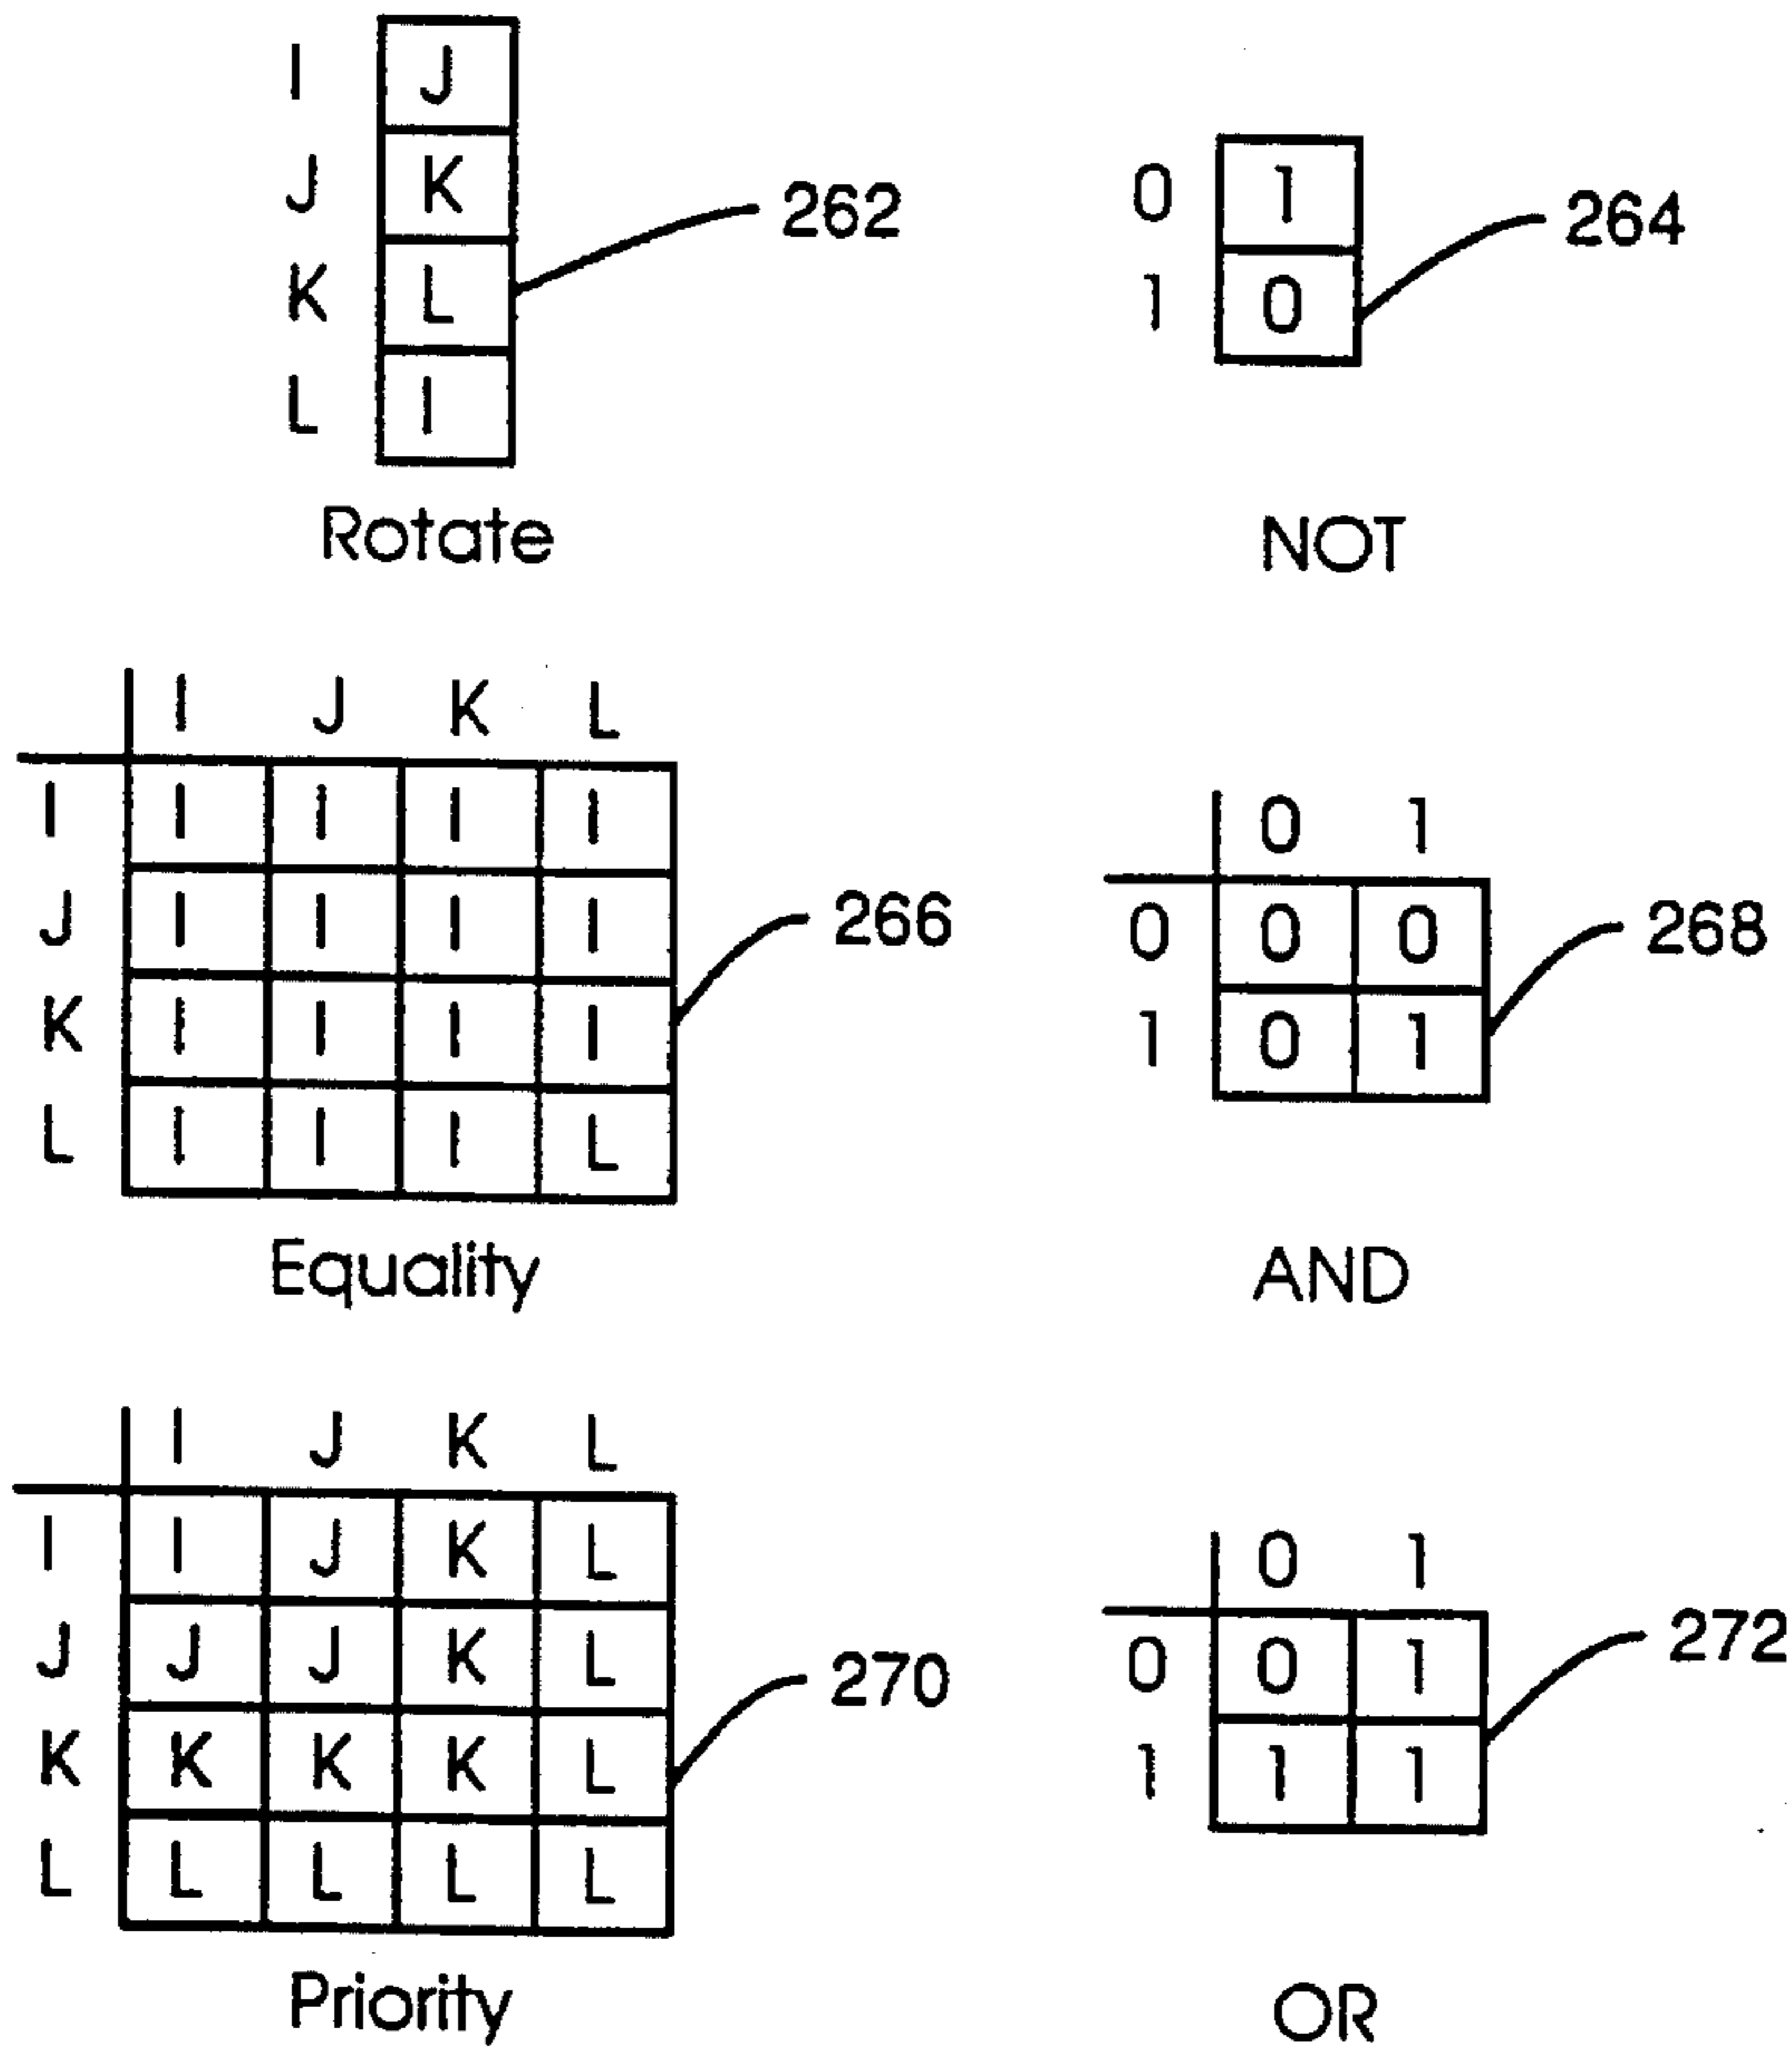 I J
J K 262
K L
L I
Rotate
0 1 264
1 0
NOT
I J K L
I I I I I
J I I I I 266
K I I I I
L I I I L
Equality
0 1
0 0 0 268
1 0 1
AND
I J K L
I I J K L
J J J K L 270
K K K K L
L L L L L
Priority
0 1
0 0 1 272
1 1 1
OR